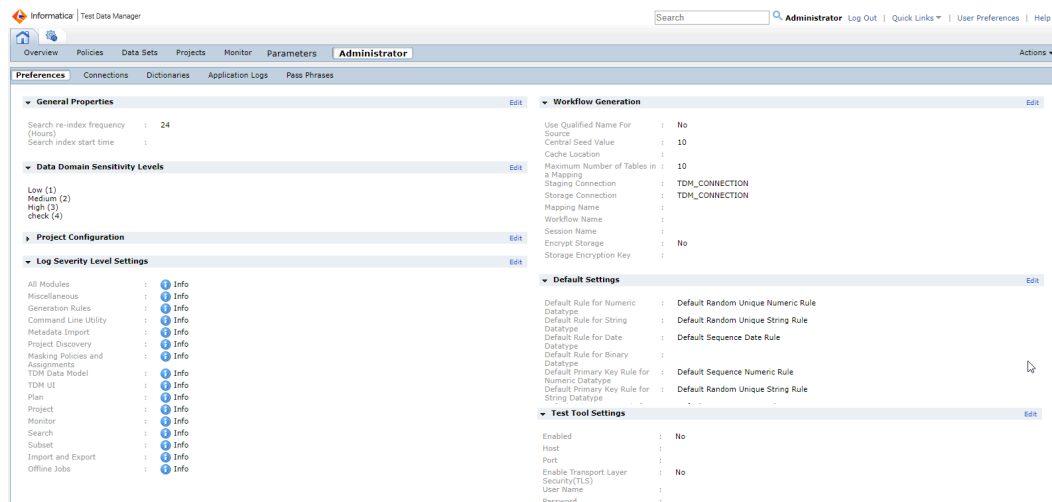 Informatica | Test Data Manager
Search
Administrator Log Out | Quick Links ▾ | User Preferences | Help
Overview Policies Data Sets Projects Monitor Parameters Administrator
Actions
Preferences Connections Dictionaries Application Logs Pass Phrases
General Properties Edit
Search re-index frequency (Hours) : 24
Search index start time :
Data Domain Sensitivity Levels Edit
Low (1)
Medium (2)
High (3)
check (4)
Project Configuration Edit
Log Severity Level Settings Edit
All Modules : Info
Miscellaneous : Info
Generation Rules : Info
Command Line Utility : Info
Metadata Import : Info
Project Discovery : Info
Masking Policies and Assignments : Info
TDM Data Model : Info
TDM UI : Info
Plan : Info
Project : Info
Monitor : Info
Search : Info
Subset : Info
Import and Export : Info
Offline Jobs : Info
Workflow Generation Edit
Use Qualified Name For Source : No
Central Seed Value : 10
Cache Location :
Maximum Number of Tables in a Mapping : 10
Staging Connection : TDM_CONNECTION
Storage Connection : TDM_CONNECTION
Mapping Name :
Workflow Name :
Session Name :
Encrypt Storage : No
Storage Encryption Key :
Default Settings Edit
Default Rule for Numeric Datatype : Default Random Unique Numeric Rule
Default Rule for String Datatype : Default Random Unique String Rule
Default Rule for Date Datatype : Default Sequence Date Rule
Default Rule for Binary Datatype :
Default Primary Key Rule for Numeric Datatype : Default Sequence Numeric Rule
Default Primary Key Rule for String Datatype : Default Random Unique String Rule
Test Tool Settings Edit
Enabled : No
Host :
Port :
Enable Transport Layer Security(TLS) : No
User Name :
Password :